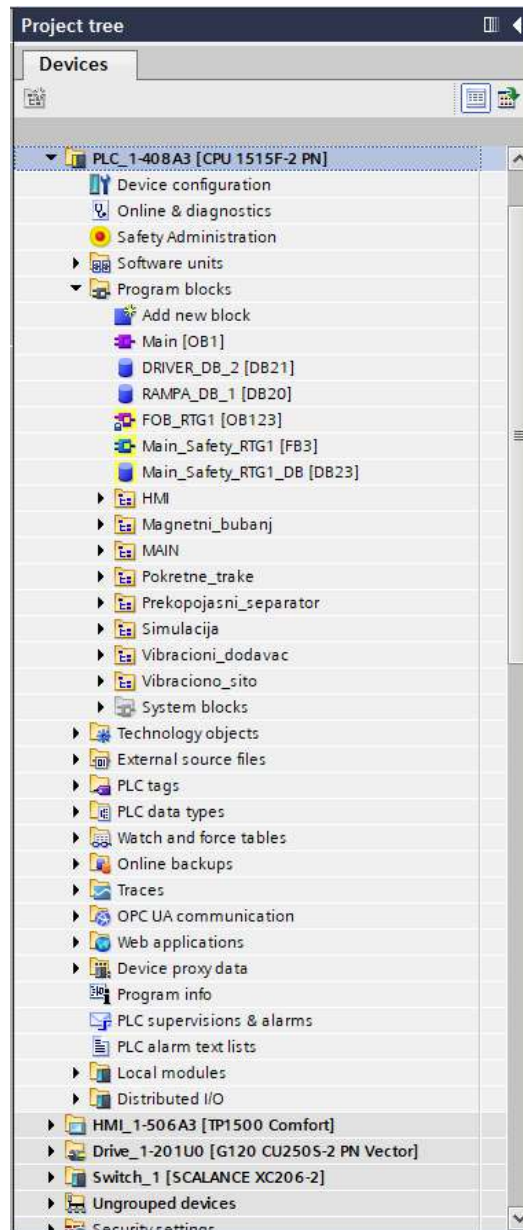 Project tree
Devices
PLC_1-408A3 [CPU 1515F-2 PN]
Device configuration
Online & diagnostics
Safety Administration
Software units
Program blocks
Add new block
Main [OB1]
DRIVER_DB_2 [DB21]
RAMPA_DB_1 [DB20]
FOB_RTG1 [OB123]
Main_Safety_RTG1 [FB3]
Main_Safety_RTG1_DB [DB23]
HMI
Magnetni_bubanj
MAIN
Pokretne_trake
Prekopojasni_separator
Simulacija
Vibracioni_dodavac
Vibraciono_sito
System blocks
Technology objects
External source files
PLC tags
PLC data types
Watch and force tables
Online backups
Traces
OPC UA communication
Web applications
Device proxy data
Program info
PLC supervisions & alarms
PLC alarm text lists
Local modules
Distributed I/O
HMI_1-506A3 [TP1500 Comfort]
Drive_1-201U0 [G120 CU250S-2 PN Vector]
Switch_1 [SCALANCE XC206-2]
Ungrouped devices
Security settings